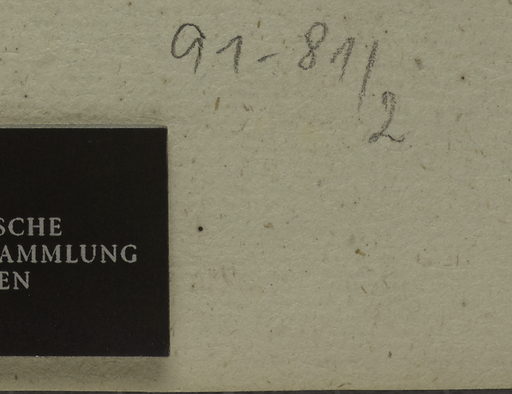 91-81/2
SCHE
AMMLUNG
EN